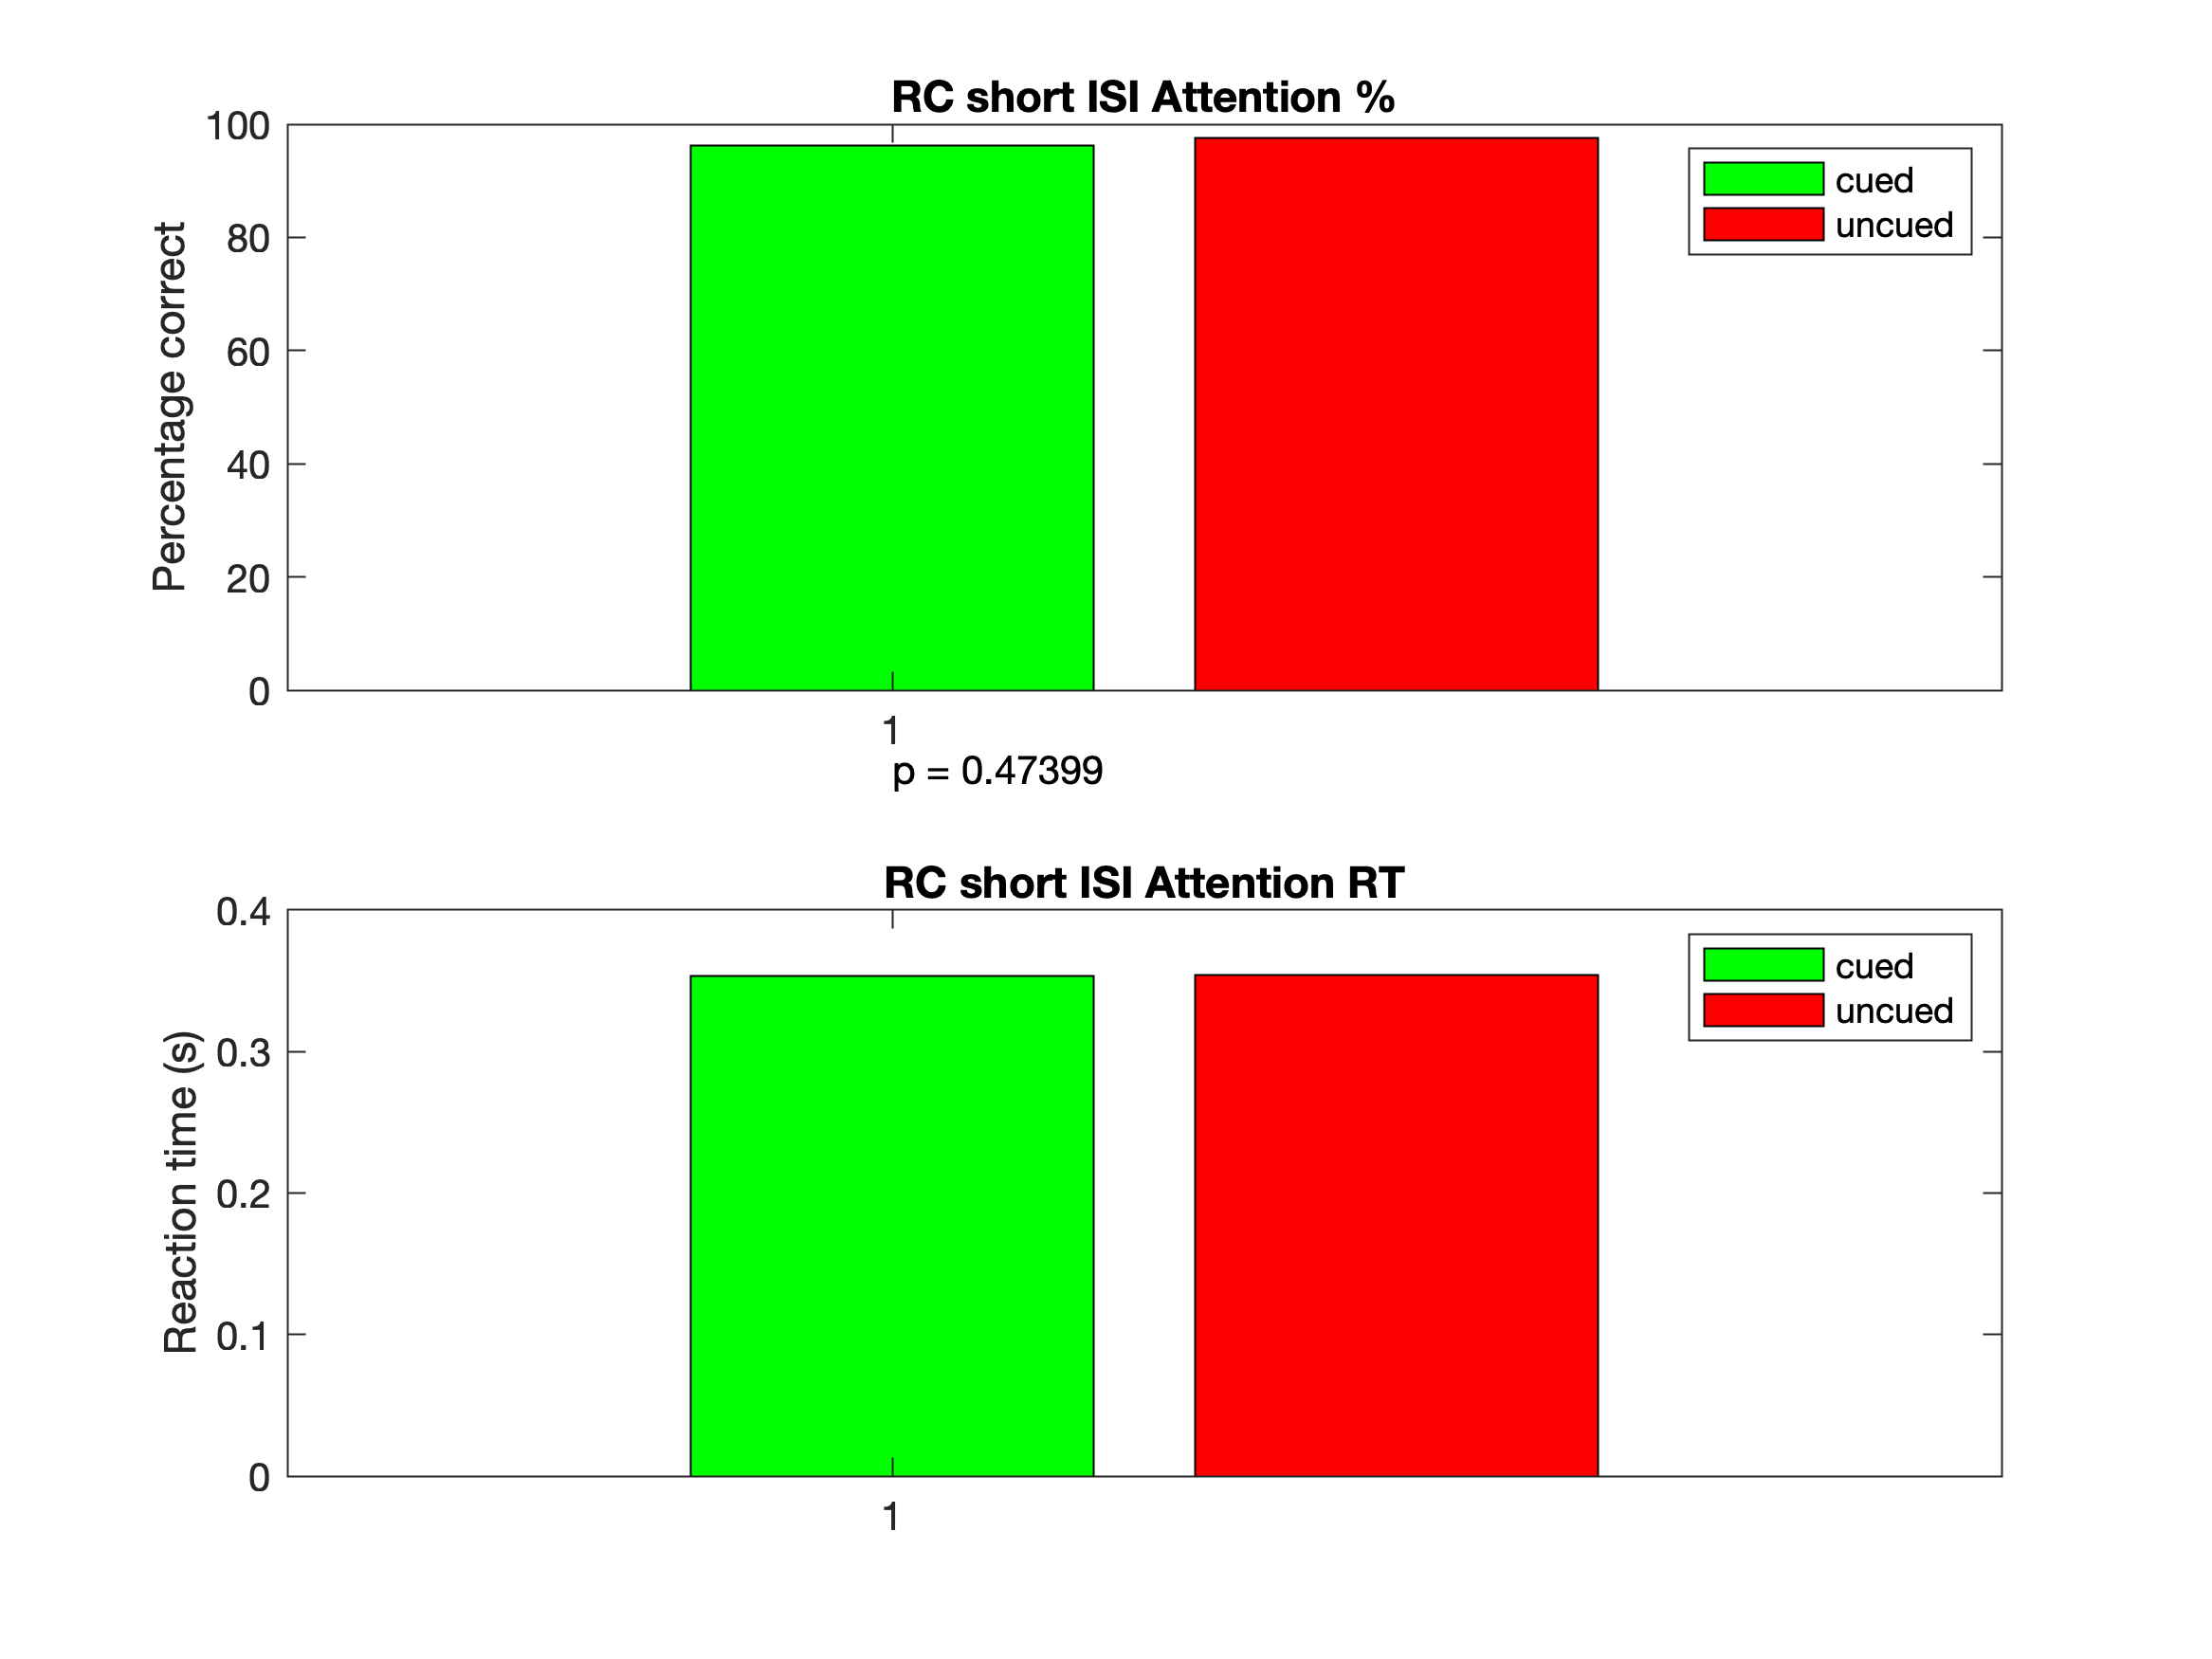 RC short ISI Attention %
100
80
60
40
20
0
Percentage correct
cued
uncued
1
p = 0.47399
RC short ISI Attention RT
0.4
0.3
0.2
0.1
0
Reaction time (s)
cued
uncued
1